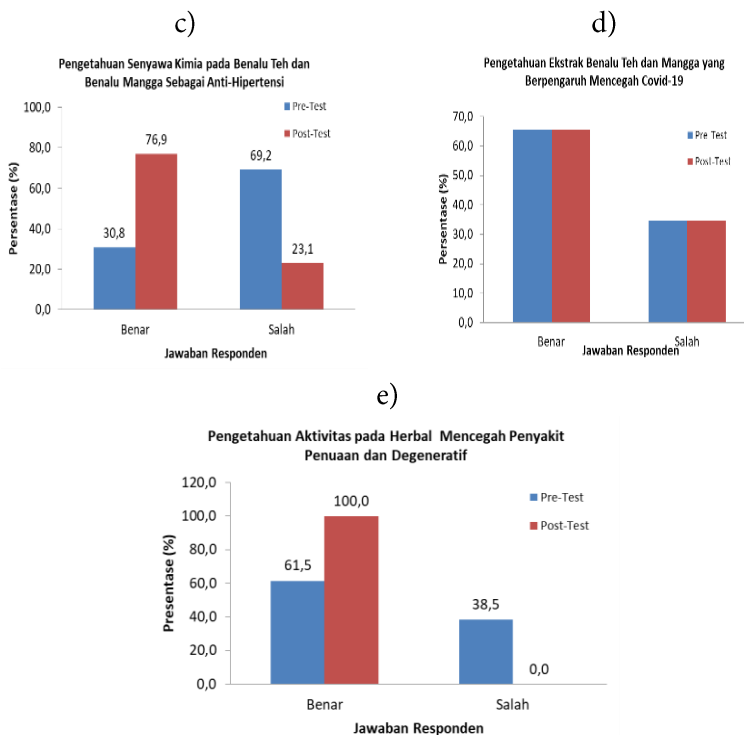 c)
Pengetahuan Senyawa Kimia pada Benalu Teh dan
Benalu Mangga Sebagai Anti-Hipertensi
Persentase (%)
100,0
80,0
60,0
40,0
20,0
0,0
30,8
76,9
69,2
23,1
Pre-Test
Post-Test
Benar
Salah
Jawaban Responden
d)
Pengetahuan Ekstrak Benalu Teh dan Mangga yang
Berpengaruh Mencegah Covid-19
Persentase (%)
70,0
60,0
50,0
40,0
30,0
20,0
10,0
0,0
Pre Test
Post-Test
Benar
Salah
Jawaban Responden
e)
Pengetahuan Aktivitas pada Herbal Mencegah Penyakit
Penuaan dan Degeneratif
Presentase (%)
120,0
100,0
80,0
60,0
40,0
20,0
0,0
61,5
100,0
38,5
0,0
Pre-Test
Post-Test
Benar
Salah
Jawaban Responden